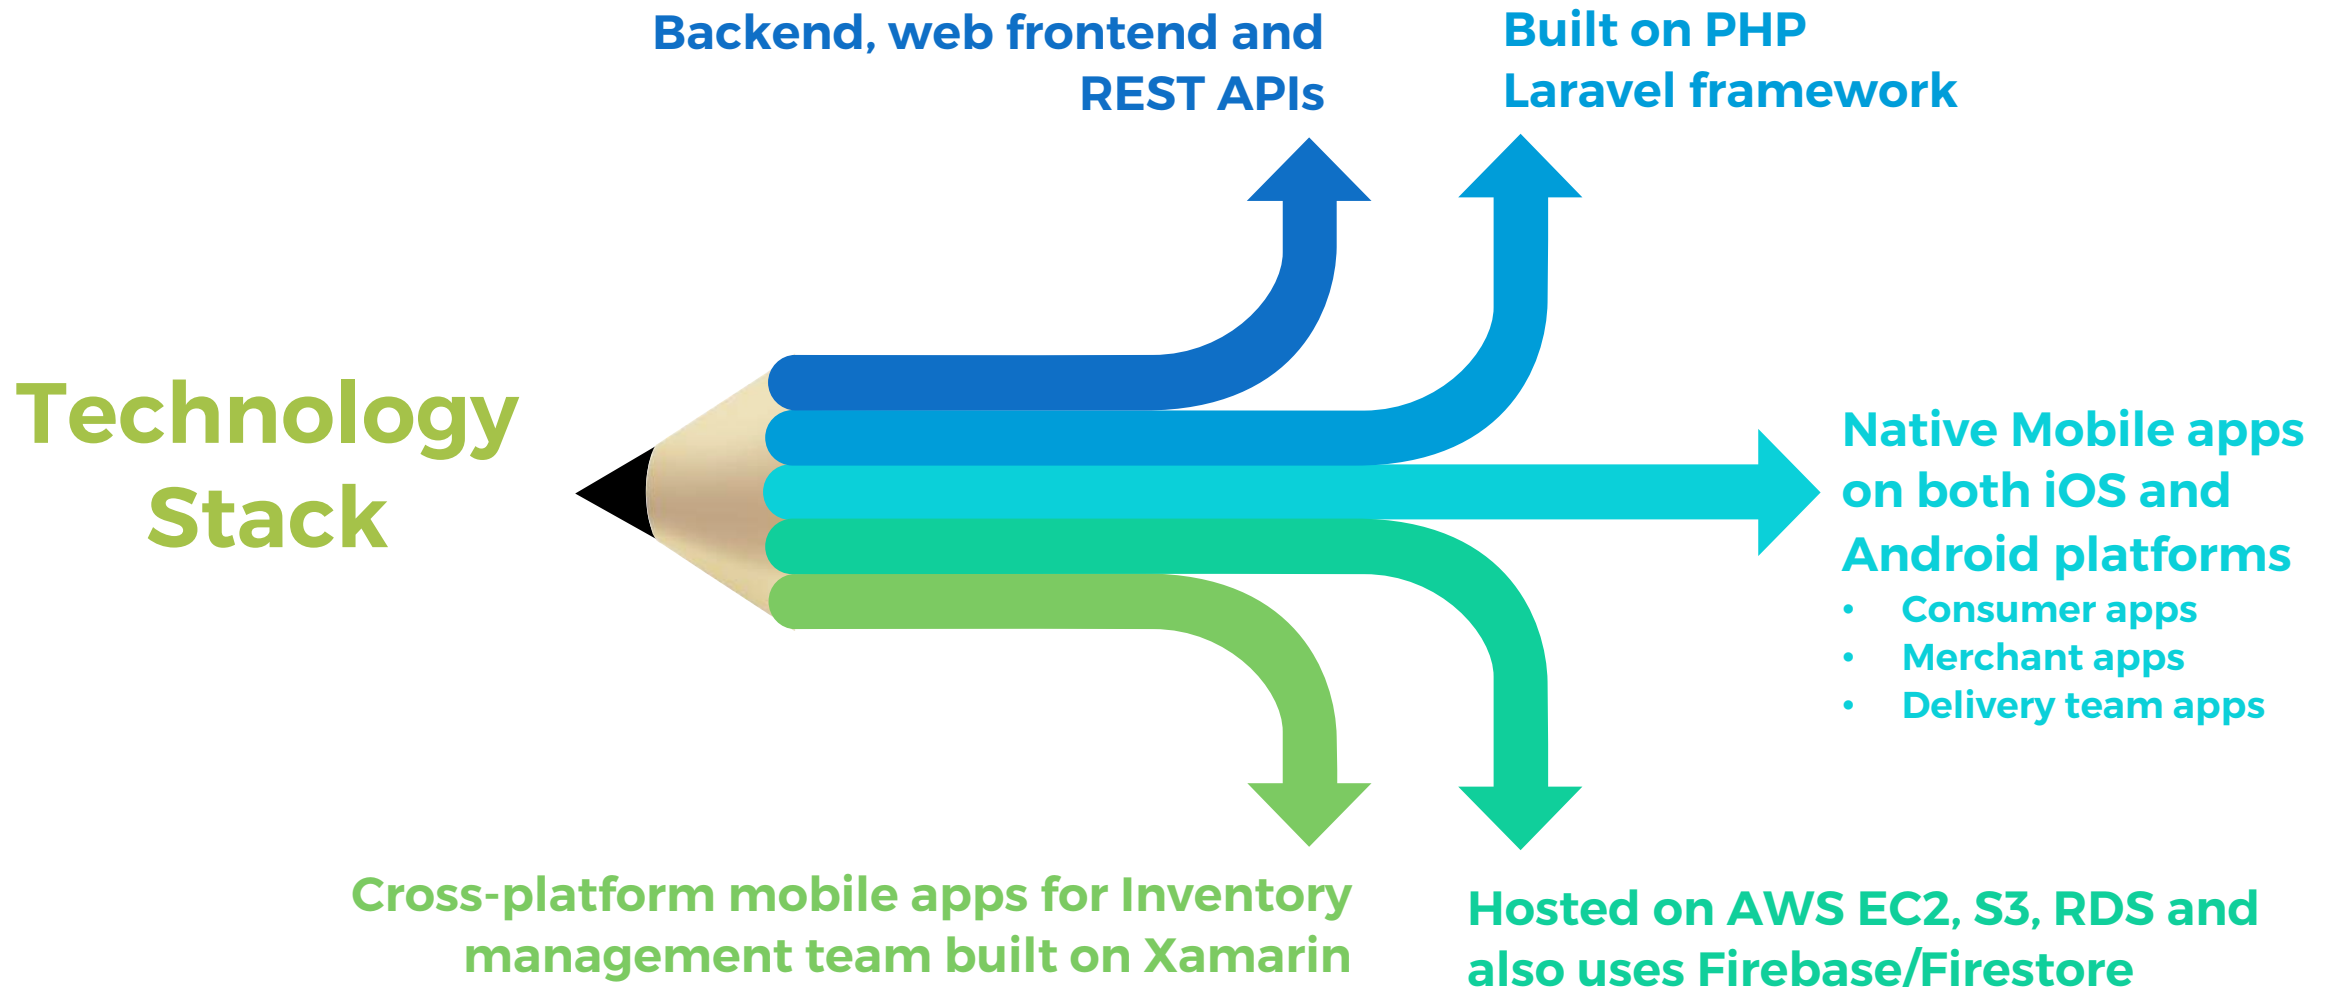 Backend, web frontend and
REST APIs
Built on PHP
Laravel framework
Technology
Stack
Native Mobile apps
on both iOS and
Android platforms
• Consumer apps
• Merchant apps
• Delivery team apps
Cross-platform mobile apps for Inventory
management team built on Xamarin
Hosted on AWS EC2, S3, RDS and
also uses Firebase/Firestore